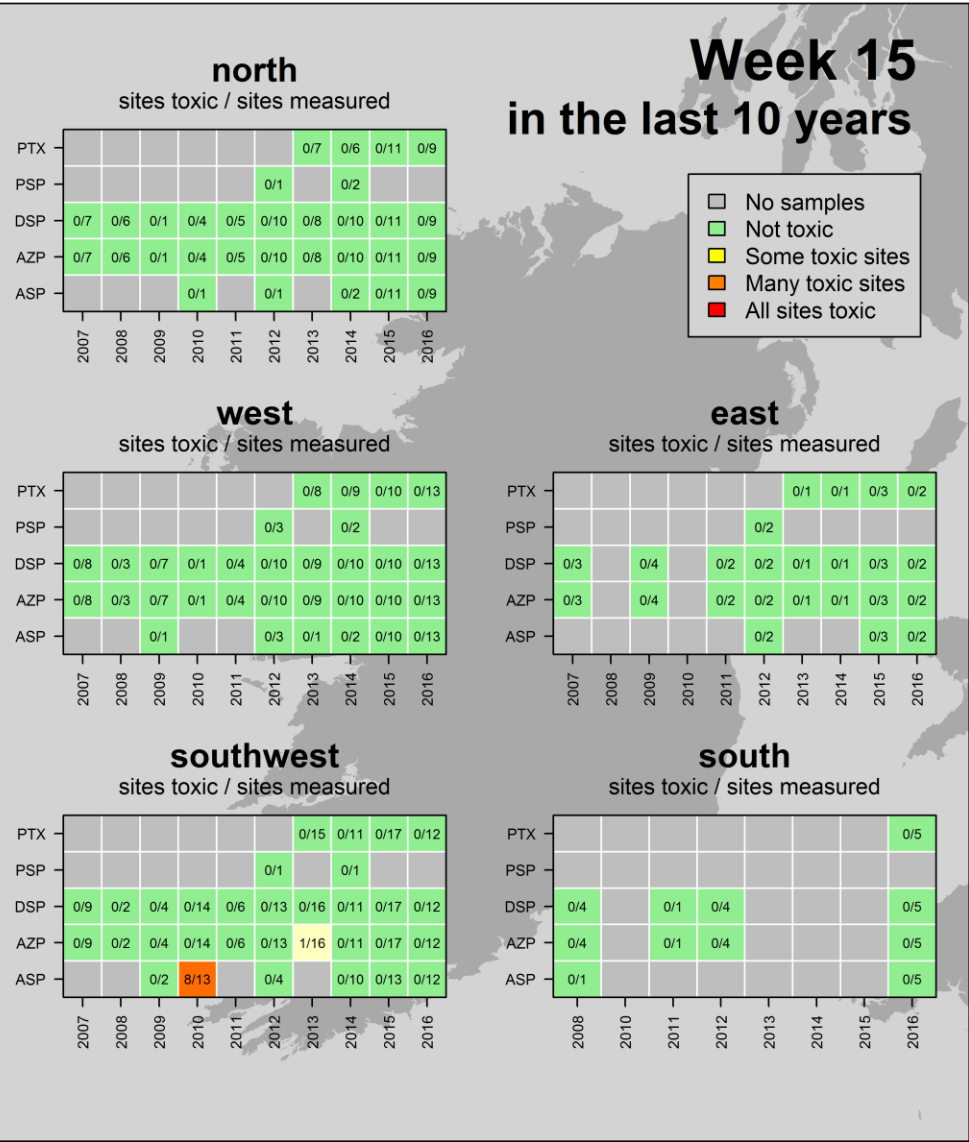 Week 15
in the last 10 years
No samples
Not toxic
Some toxic sites
Many toxic sites
All sites toxic
north
sites toxic / sites measured
PTX 0/7 0/6 0/11 0/9
PSP 0/1 0/2
DSP 0/7 0/6 0/1 0/4 0/5 0/10 0/8 0/10 0/11 0/9
AZP 0/7 0/6 0/1 0/4 0/5 0/10 0/8 0/10 0/11 0/9
ASP 0/1 0/1 0/2 0/11 0/9
2007 2008 2009 2010 2011 2012 2013 2014 2015 2016
west
sites toxic / sites measured
PTX 0/8 0/9 0/10 0/13
PSP 0/3 0/2
DSP 0/8 0/3 0/7 0/1 0/4 0/10 0/9 0/10 0/10 0/13
AZP 0/8 0/3 0/7 0/1 0/4 0/10 0/9 0/10 0/10 0/13
ASP 0/1 0/3 0/1 0/2 0/10 0/13
2007 2008 2009 2010 2011 2012 2013 2014 2015 2016
east
sites toxic / sites measured
PTX 0/1 0/1 0/3 0/2
PSP 0/2
DSP 0/3 0/4 0/2 0/2 0/1 0/1 0/3 0/2
AZP 0/3 0/4 0/2 0/2 0/1 0/1 0/3 0/2
ASP 0/2 0/3 0/2
2007 2008 2009 2010 2011 2012 2013 2014 2015 2016
southwest
sites toxic / sites measured
PTX 0/15 0/11 0/17 0/12
PSP 0/1 0/1
DSP 0/9 0/2 0/4 0/14 0/6 0/13 0/16 0/11 0/17 0/12
AZP 0/9 0/2 0/4 0/14 0/6 0/13 1/16 0/11 0/17 0/12
ASP 0/2 8/13 0/4 0/10 0/13 0/12
2007 2008 2009 2010 2011 2012 2013 2014 2015 2016
south
sites toxic / sites measured
PTX 0/5
PSP
DSP 0/4 0/1 0/4 0/5
AZP 0/4 0/1 0/4 0/5
ASP 0/1 0/5
2008 2010 2011 2012 2013 2014 2015 2016